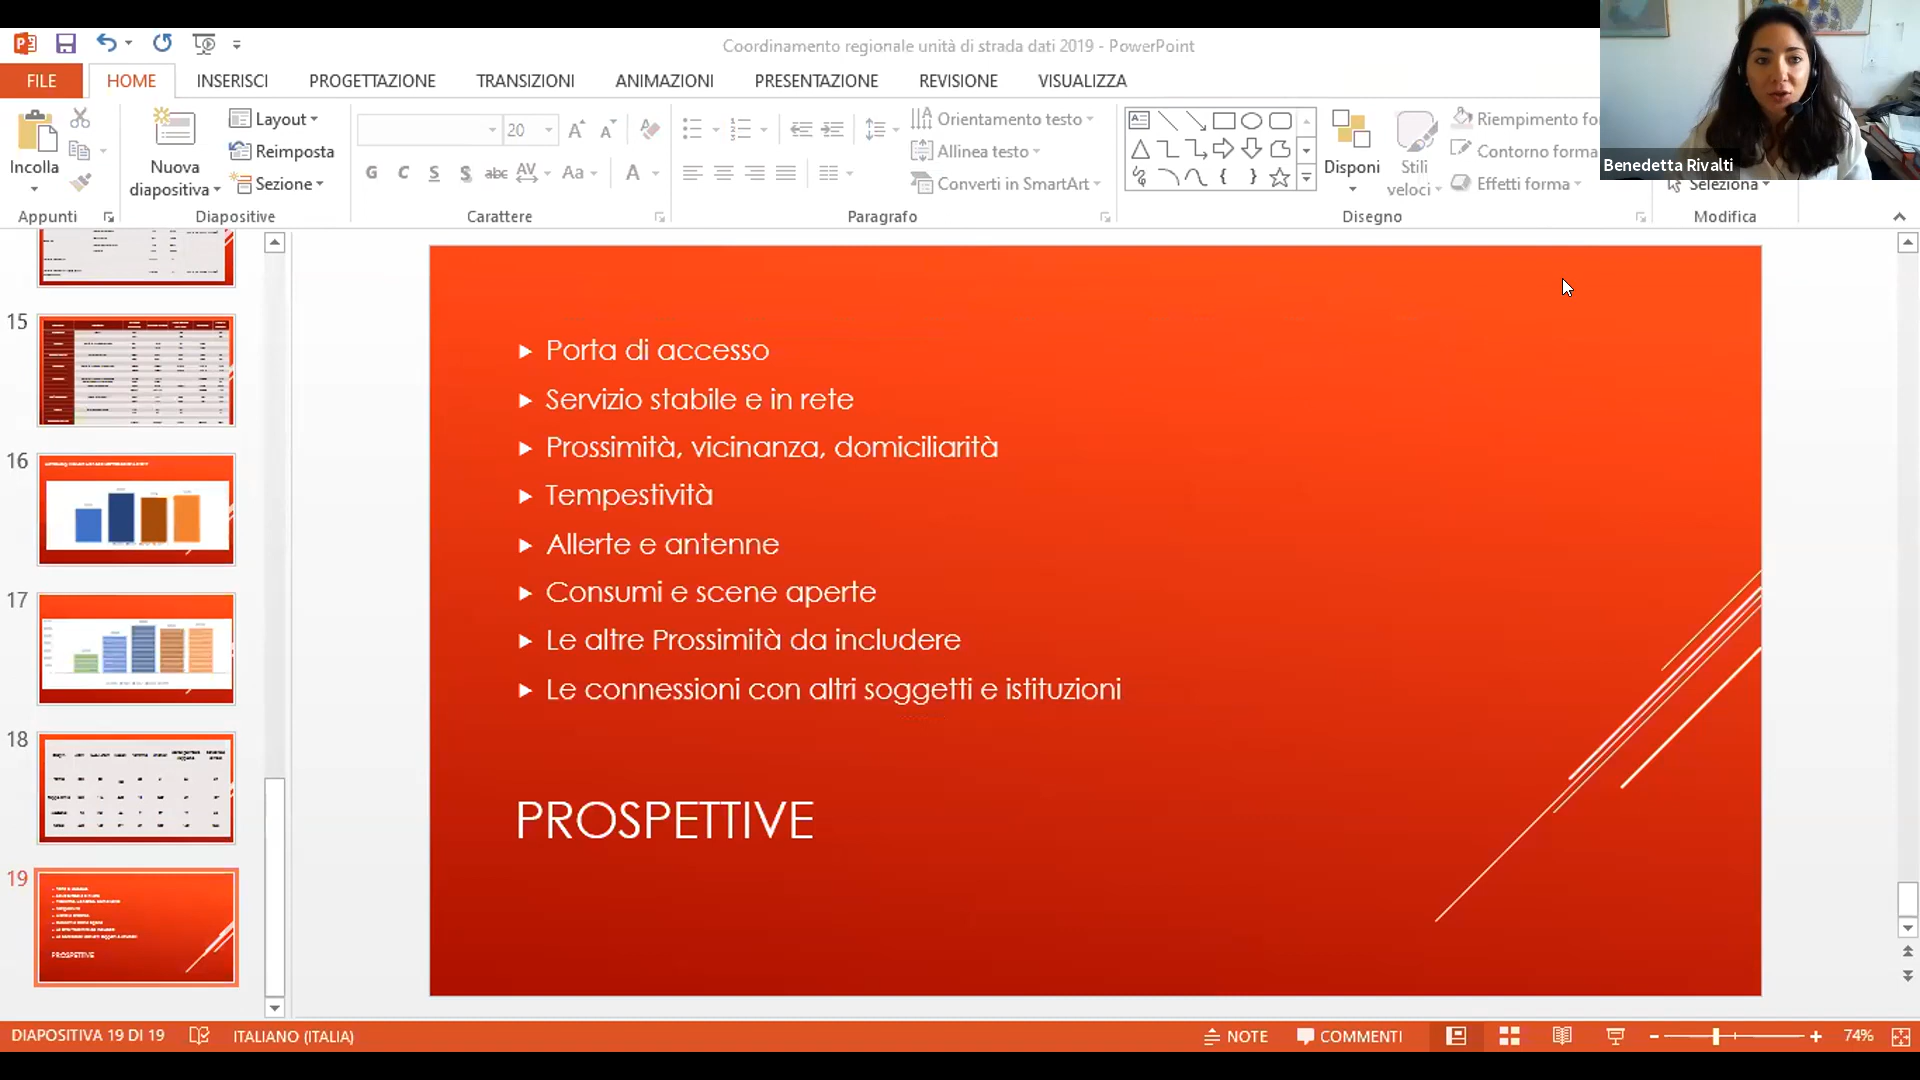 Coordinamento regionale unità di strada dati 2019 - PowerPoint
FILE HOME INSERISCI PROGETTAZIONE TRANSIZIONI ANIMAZIONI PRESENTAZIONE REVISIONE VISUALIZZA
Incolla
Appunti
Nuova
diapositiva
Layout
Reimposta
Sezione
Diapositive
20
G C S S abc AV Aa A
Carattere
Orientamento testo
Allinea testo
Converti in SmartArt
Paragrafo
Disponi
Stili
veloci
Riempimento fo
Contorno forma
Effetti forma
Disegno
Seleziona
Modifica
Benedetta Rivalti
15
16
17
18
19
Porta di accesso
Servizio stabile e in rete
Prossimità, vicinanza, domiciliarità
Tempestività
Allerte e antenne
Consumi e scene aperte
Le altre Prossimità da includere
Le connessioni con altri soggetti e istituzioni
PROSPETTIVE
DIAPOSITIVA 19 DI 19 ITALIANO (ITALIA) NOTE COMMENTI 74%